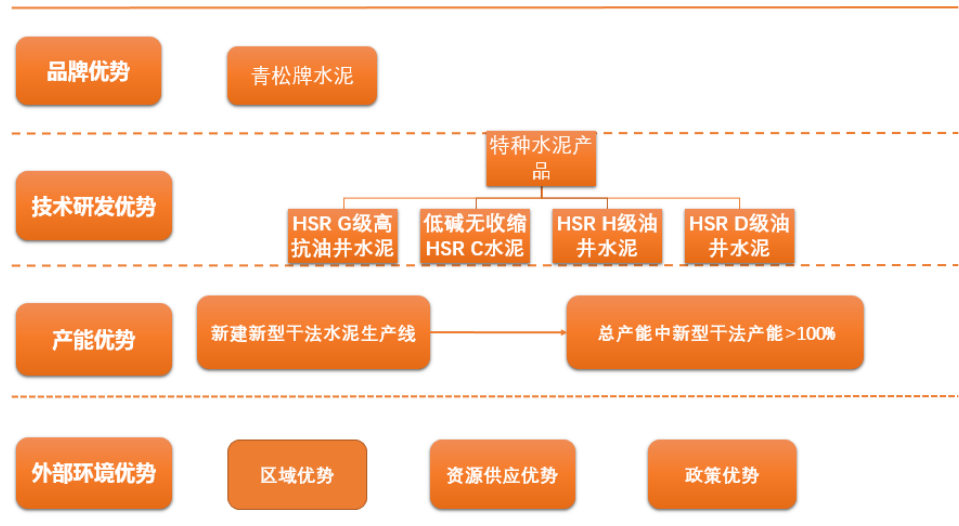 品牌优势
青松牌水泥
特种水泥产
品
技术研发优势
HSR G级高
抗油井水泥
低碱无收缩
HSR C水泥
HSR H级油
井水泥
HSR D级油
井水泥
产能优势
新建新型干法水泥生产线
总产能中新型干法产能>100%
外部环境优势
区域优势
资源供应优势
政策优势